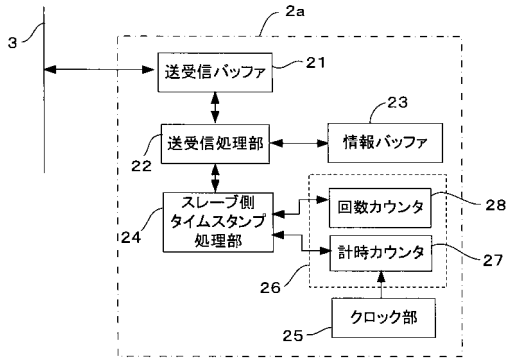 2a
3
送受信バッファ
21
送受信処理部
22
情報バッファ
23
スレーブ側
タイムスタンプ
処理部
24
回数カウンタ
28
計時カウンタ
27
26
クロック部
25